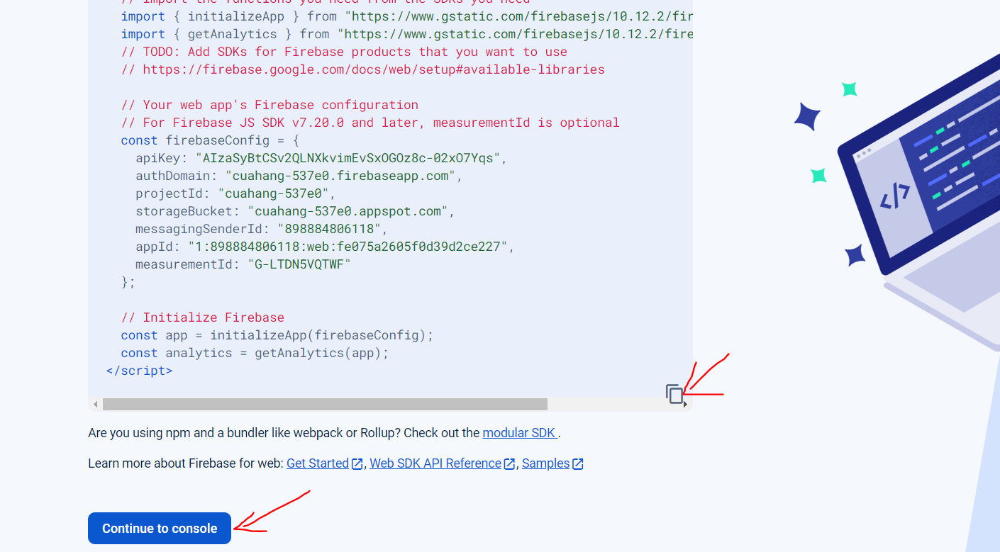 // Import the functions you need from the SDKs you need
import { initializeApp } from "https://www.gstatic.com/firebasejs/10.12.2/fir
import { getAnalytics } from "https://www.gstatic.com/firebasejs/10.12.2/fire
// TODO: Add SDKs for Firebase products that you want to use
// https://firebase.google.com/docs/web/setup#available-libraries
// Your web app's Firebase configuration
// For Firebase JS SDK v7.20.0 and later, measurementId is optional
const firebaseConfig = {
apiKey: "AIzaSyBtCSv2QLNXkvimEvSxOGOz8c-02xO7Yqs",
authDomain: "cuahang-537e0.firebaseapp.com",
projectId: "cuahang-537e0",
storageBucket: "cuahang-537e0.appspot.com",
messagingSenderId: "898884806118",
appId: "1:898884806118:web:fe075a2605f0d39d2ce227",
measurementId: "G-LTDN5VQTWF"
};
// Initialize Firebase
const app = initializeApp(firebaseConfig);
const analytics = getAnalytics(app);
</script>
Are you using npm and a bundler like webpack or Rollup? Check out the modular SDK .
Learn more about Firebase for web: Get Started, Web SDK API Reference, Samples
Continue to console
</>